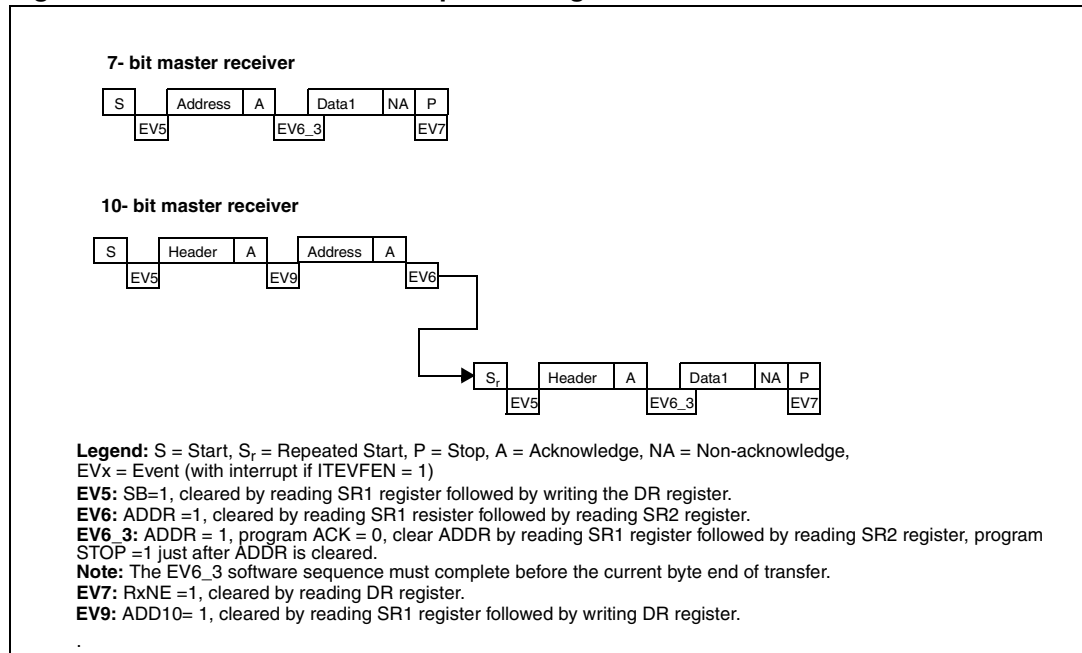 7- bit master receiver
S Address A Data1 NA P
EV5 EV6_3 EV7
10- bit master receiver
S Header A Address A
EV5 EV9 EV6
Sr Header A Data1 NA P
EV5 EV6_3 EV7
Legend: S = Start, Sr = Repeated Start, P = Stop, A = Acknowledge, NA = Non-acknowledge,
EVx = Event (with interrupt if ITEVFEN = 1)
EV5: SB=1, cleared by reading SR1 register followed by writing the DR register.
EV6: ADDR =1, cleared by reading SR1 resister followed by reading SR2 register.
EV6_3: ADDR = 1, program ACK = 0, clear ADDR by reading SR1 register followed by reading SR2 register, program
STOP =1 just after ADDR is cleared.
Note: The EV6_3 software sequence must complete before the current byte end of transfer.
EV7: RxNE =1, cleared by reading DR register.
EV9: ADD10= 1, cleared by reading SR1 register followed by writing DR register.
.